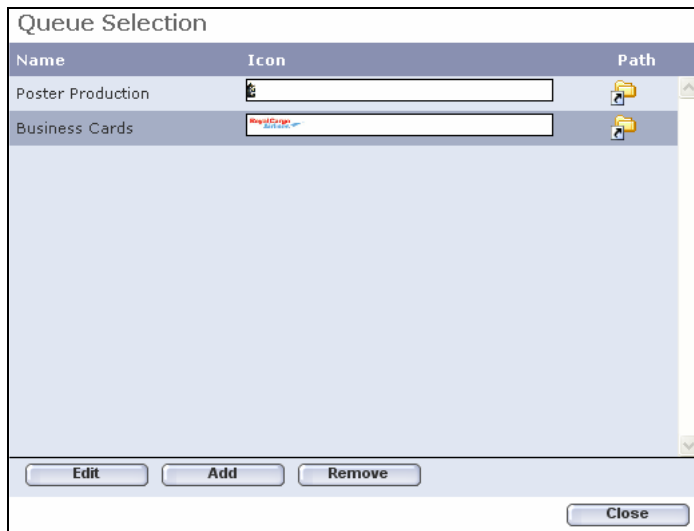 Queue Selection
Name Icon Path
Poster Production
Business Cards
Edit Add Remove
Close